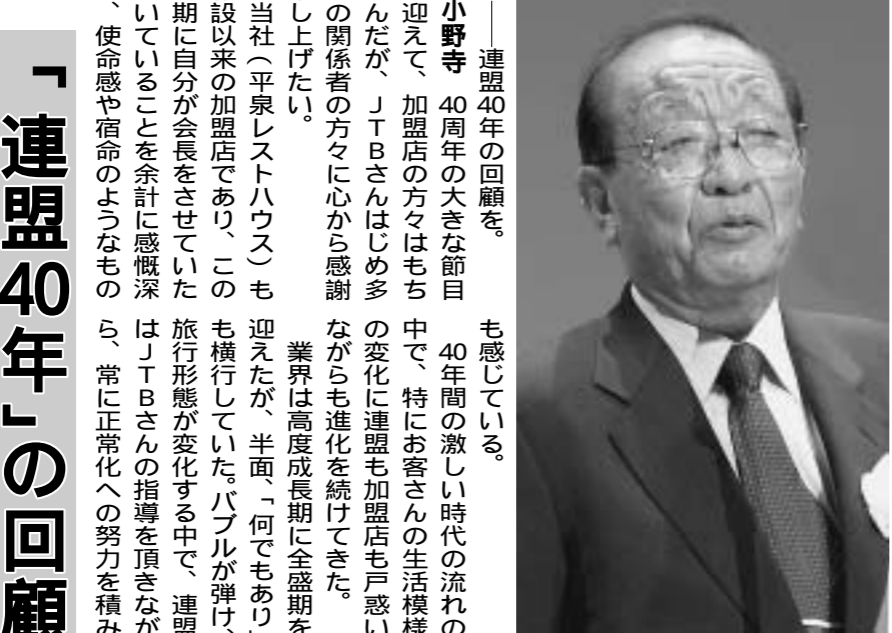 ――連盟40年の回顧を。
小野寺　40周年の大きな節目
迎えて、加盟店の方々はもち
んだが、ＪＴＢさんはじめ多
の関係者の方々に心から感謝
し上げたい。
当社（平泉レストハウス）も
設以来の加盟店であり、この
期に自分が会長をさせていた
いていることを余計に感慨深
、使命感や宿命のようなもの
も感じている。
40年間の激しい時代の流れの
中で、特にお客さんの生活模様
の変化に連盟も加盟店も戸惑い
ながらも進化を続けてきた。
業界は高度成長期に全盛期を
迎えたが、半面、「何でもあり」
も横行していた。バブルが弾け、
旅行形態が変化する中で、連盟
はＪＴＢさんの指導を頂きなが
ら、常に正常化への努力を積み
「連盟40年」の回顧